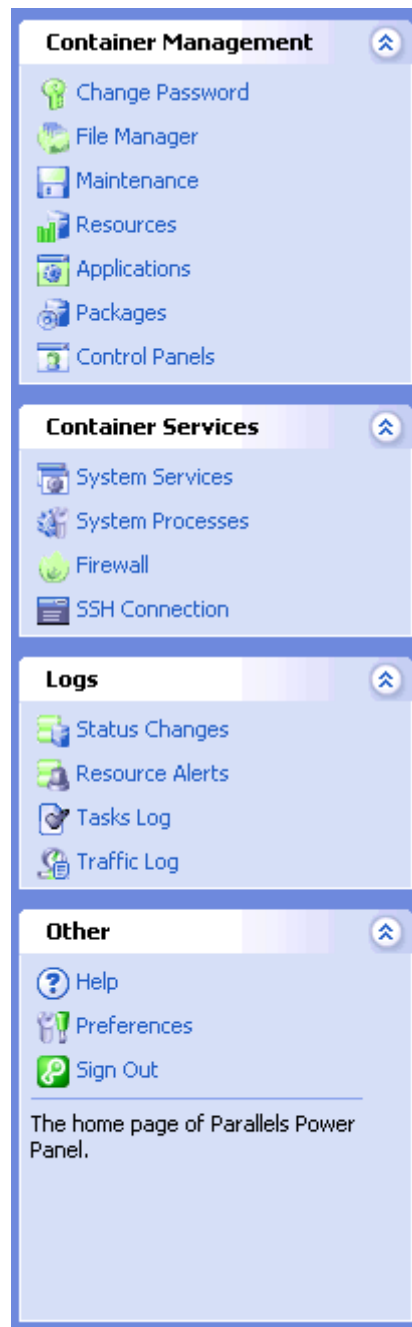 Container Management
Change Password
File Manager
Maintenance
Resources
Applications
Packages
Control Panels
Container Services
System Services
System Processes
Firewall
SSH Connection
Logs
Status Changes
Resource Alerts
Tasks Log
Traffic Log
Other
Help
Preferences
Sign Out
The home page of Parallels Power
Panel.